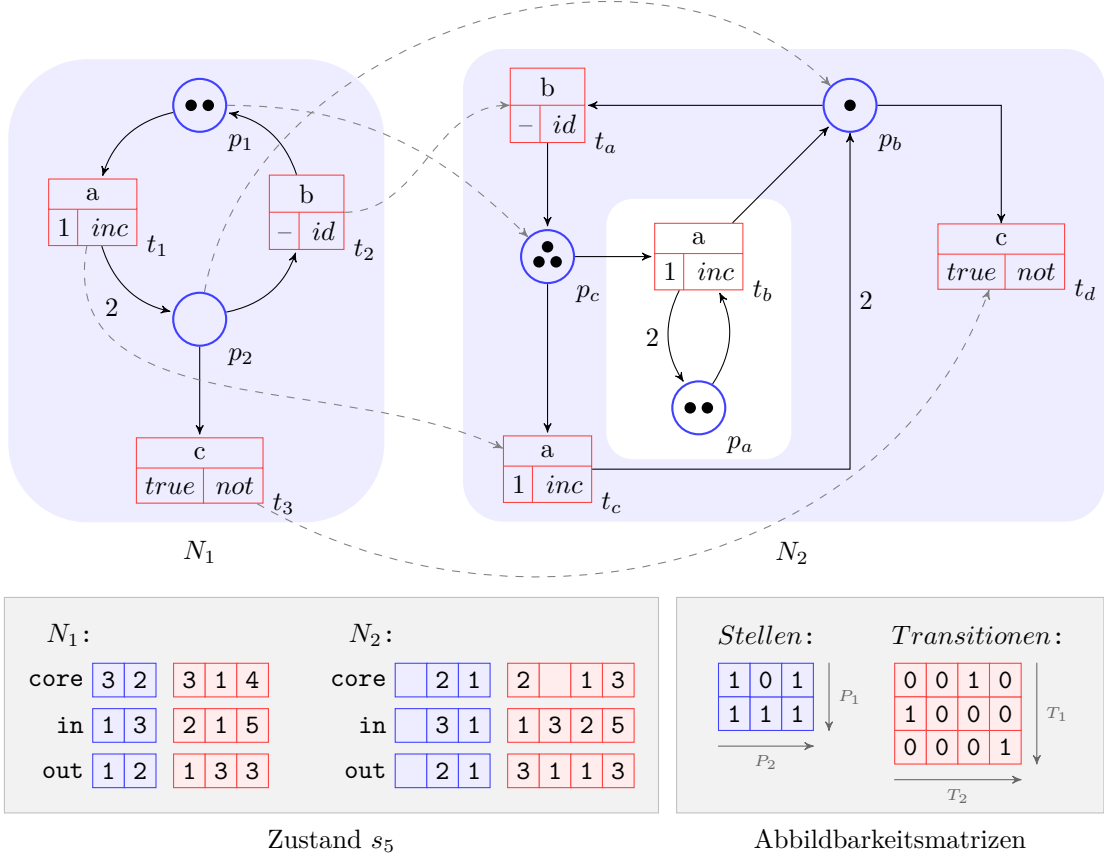 b
– id
t_a
p_b
p_1
a
1 inc
t_1
b
– id
t_2
p_c
a
1 inc
t_b
c
true not
t_d
2
p_2
2
2
p_a
c
true not
t_3
a
1 inc
t_c
N_1
N_2
N_1:
core 3 2 3 1 4
in 1 3 2 1 5
out 1 2 1 3 3
N_2:
core 2 1 2 1 3
in 3 1 1 3 2 5
out 2 1 3 1 1 3
Zustand s_5
Stellen:
1 0 1
1 1 1
P_1
P_2
Transitionen:
0 0 1 0
1 0 0 0
0 0 0 1
T_1
T_2
Abbildbarkeitsmatrizen